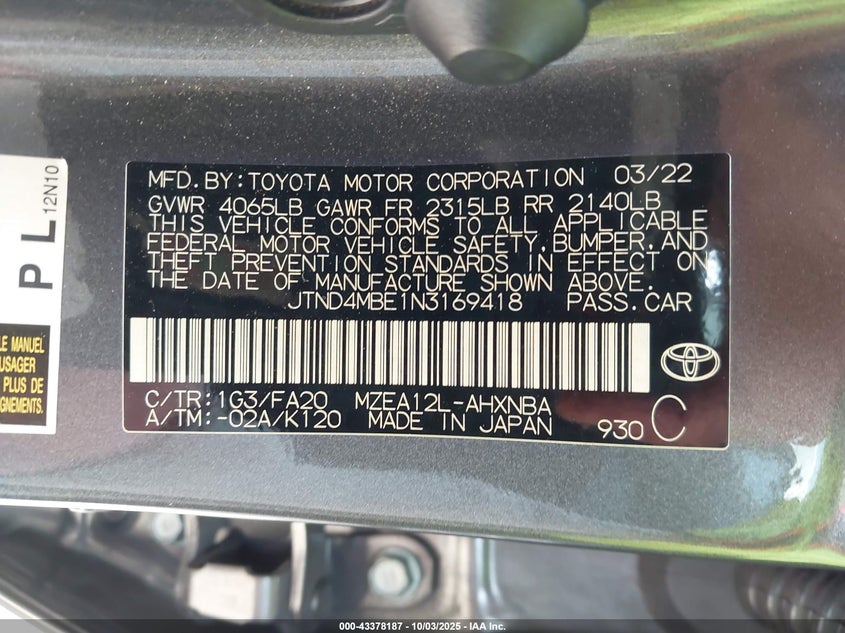 MFD. BY: TOYOTA MOTOR CORPORATION 03/22
GVWR 4065LB GAWR FR 2315LB RR 2140LB
THIS VEHICLE CONFORMS TO ALL APPLICABLE
FEDERAL MOTOR VEHICLE SAFETY, BUMPER, AND
THEFT PREVENTION STANDARDS IN EFFECT ON
THE DATE OF MANUFACTURE SHOWN ABOVE.
JTND4MBE1N3169418 PASS. CAR
C/TR: 1G3/FA20 MZEA12L-AHXNBA
A/TM: -02A/K120 MADE IN JAPAN 930 C
P L
12N10
LE MANUEL
USAGER
PLUS DE
GNEMENTS.
000-43378187 - 10/03/2025 - IAA Inc.